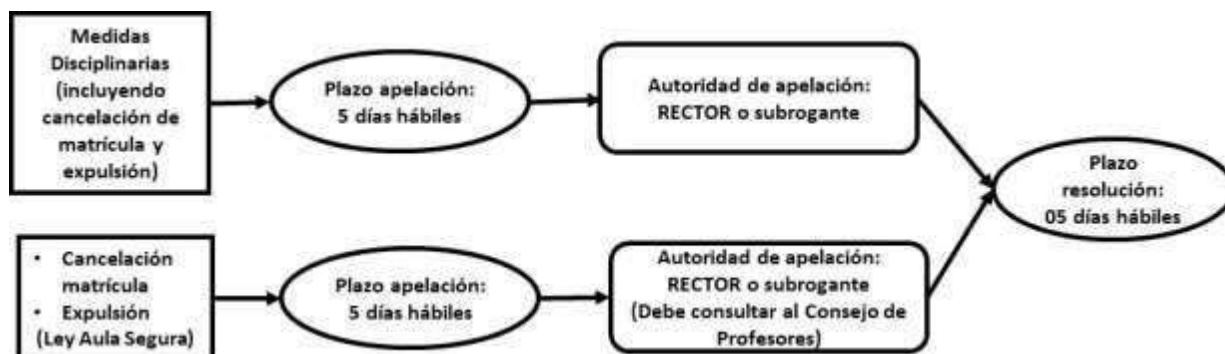 Medidas
Disciplinarias
(incluyendo
cancelación de
matrícula y
expulsión)
Plazo apelación:
5 días hábiles
Autoridad de apelación:
RECTOR o subrogante
Plazo
resolución:
05 días hábiles
• Cancelación
matrícula
• Expulsión
(Ley Aula Segura)
Plazo apelación:
5 días hábiles
Autoridad de apelación:
RECTOR o subrogante
(Debe consultar al Consejo de
Profesores)